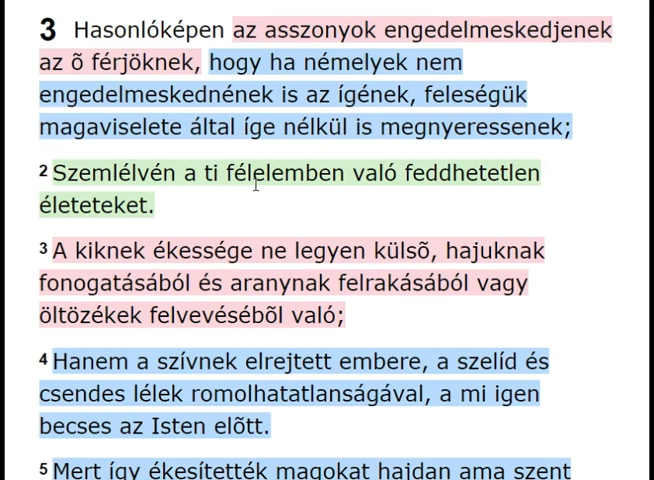 3 Hasonlóképen az asszonyok engedelmeskedjenek
az õ férjöknek, hogy ha némelyek nem
engedelmeskednének is az ígének, feleségük
magaviselete által íge nélkül is megnyeressenek;
2 Szemlélvén a ti félelemben való feddhetetlen
életeteket.
3 A kiknek ékessége ne legyen külsõ, hajuknak
fonogatásából és aranynak felrakásából vagy
öltözékek felvevésébõl való;
4 Hanem a szívnek elrejtett embere, a szelíd és
csendes lélek romolhatatlanságával, a mi igen
becses az Isten elõtt.
5 Mert így ékesítették magokat hajdan ama szent